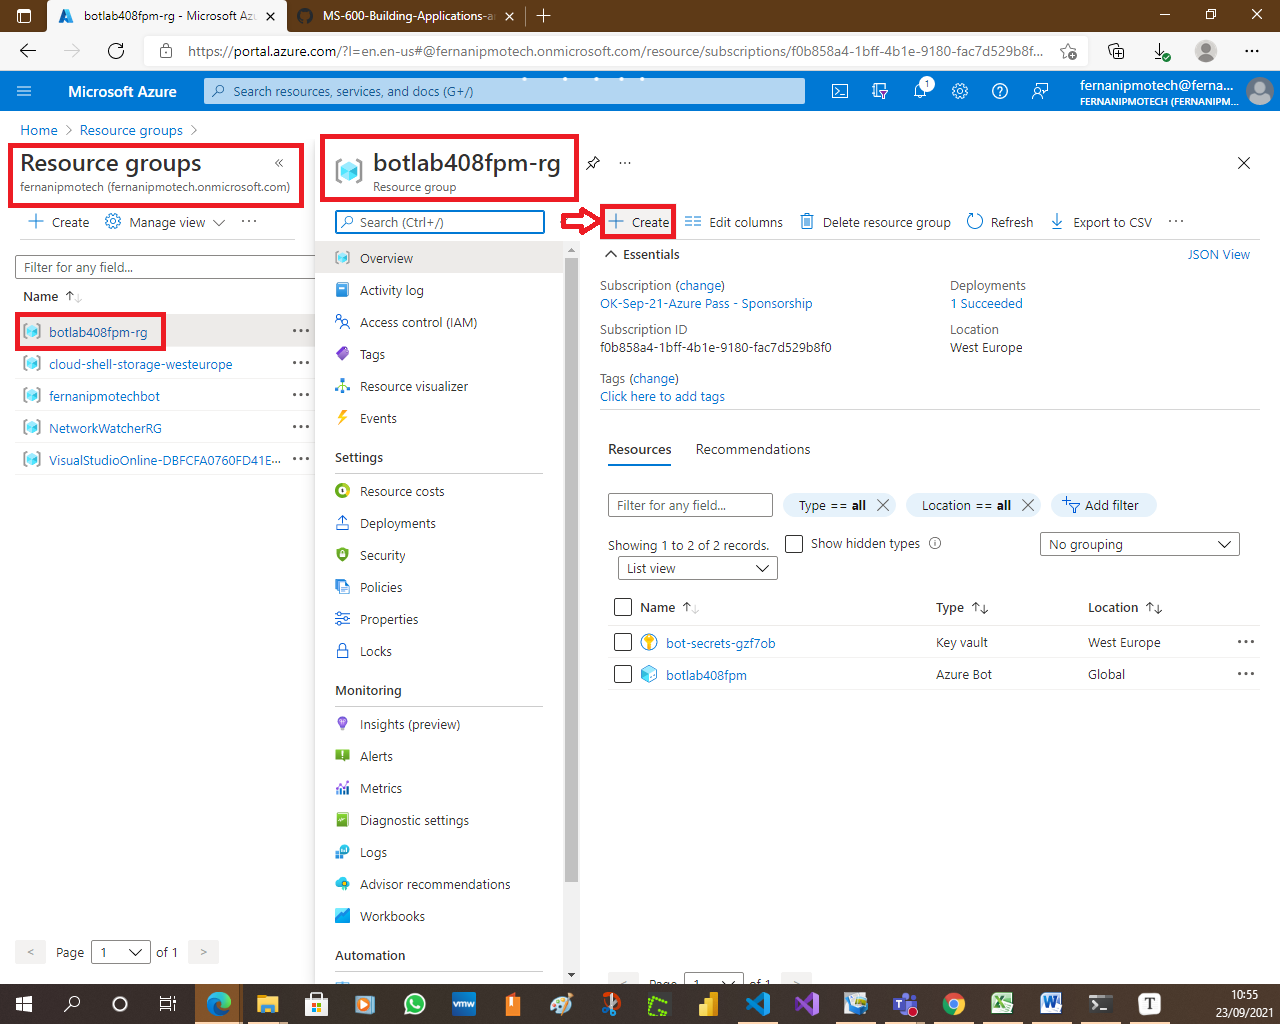 botlab408fpm-rg - Microsoft Azu
MS-600-Building-Applications-a
https://portal.azure.com/?l=en.en-us#@fernanipmotech.onmicrosoft.com/resource/subscriptions/f0b858a4-1bff-4b1e-9180-fac7d529b8f...
Microsoft Azure
Search resources, services, and docs (G+/)
1
fernanipmotech@ferna...
FERNANIPMOTECH (FERNANIPM...
Home > Resource groups >
Resource groups «
fernanipmotech (fernanipmotech.onmicrosoft.com)
+ Create Manage view ...
Filter for any field...
Name ↑↓
botlab408fpm-rg ...
cloud-shell-storage-westeurope ...
fernanipmotechbot ...
NetworkWatcherRG ...
VisualStudioOnline-DBFCFA0760FD41E... ...
< Page 1 of 1 >
botlab408fpm-rg ...
Resource group
Search (Ctrl+/)
Overview
Activity log
Access control (IAM)
Tags
Resource visualizer
Events
Settings
Resource costs
Deployments
Security
Policies
Properties
Locks
Monitoring
Insights (preview)
Alerts
Metrics
Diagnostic settings
Logs
Advisor recommendations
Workbooks
Automation
+ Create Edit columns Delete resource group Refresh Export to CSV ...
Essentials
JSON View
Subscription (change)
OK-Sep-21-Azure Pass - Sponsorship
Subscription ID
f0b858a4-1bff-4b1e-9180-fac7d529b8f0
Deployments
1 Succeeded
Location
West Europe
Tags (change)
Click here to add tags
Resources Recommendations
Filter for any field... Type == all Location == all Add filter
Showing 1 to 2 of 2 records. Show hidden types No grouping
List view
Name ↑↓ Type ↑↓ Location ↑↓
bot-secrets-gzf7ob Key vault West Europe ...
botlab408fpm Azure Bot Global ...
< Page 1 of 1 >
vmw
T
10:55
23/09/2021